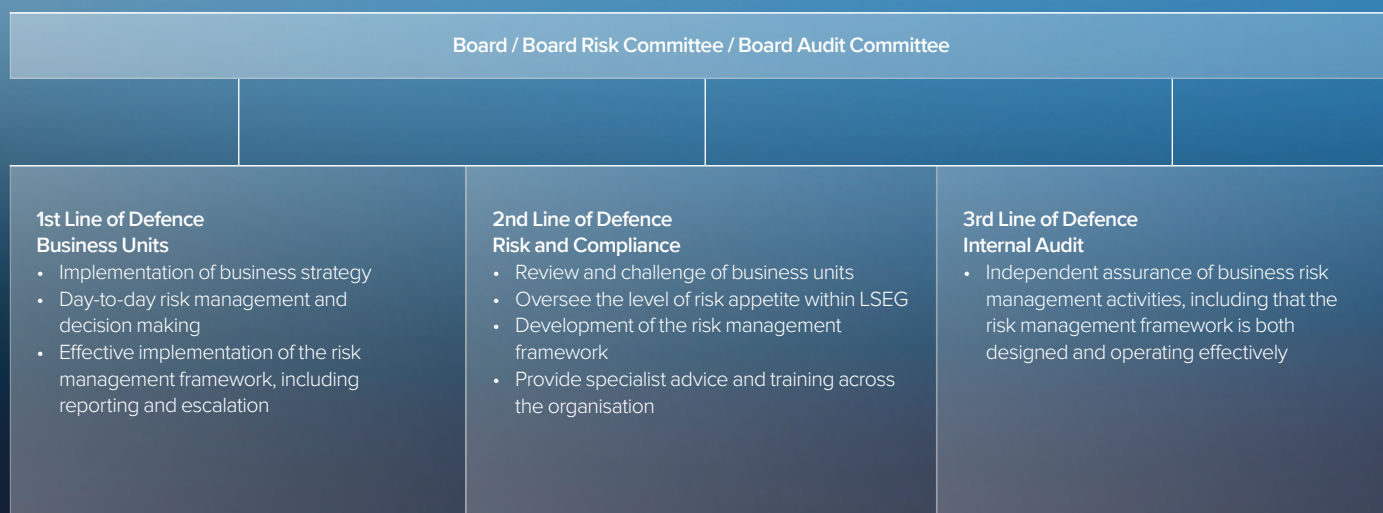 Board / Board Risk Committee / Board Audit Committee
1st Line of Defence
Business Units
• Implementation of business strategy
• Day-to-day risk management and
decision making
• Effective implementation of the risk
management framework, including
reporting and escalation
2nd Line of Defence
Risk and Compliance
• Review and challenge of business units
• Oversee the level of risk appetite within LSEG
• Development of the risk management
framework
• Provide specialist advice and training across
the organisation
3rd Line of Defence
Internal Audit
• Independent assurance of business risk
management activities, including that the
risk management framework is both
designed and operating effectively